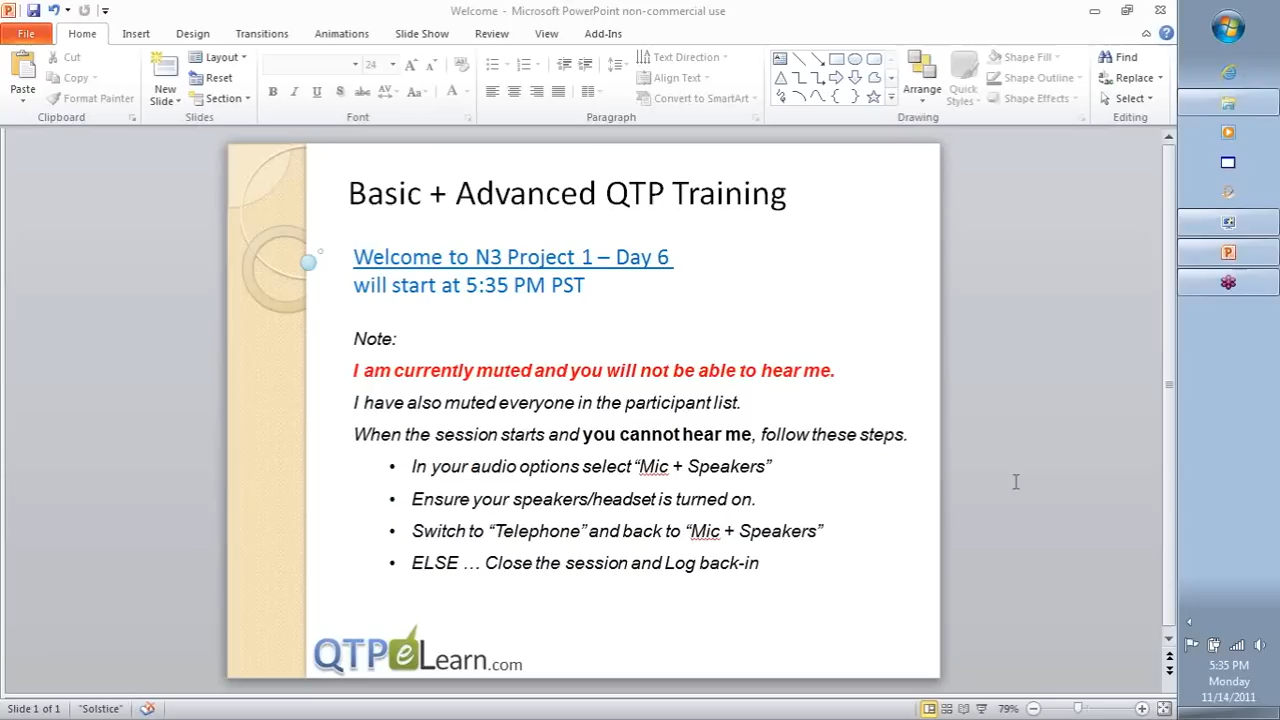 Welcome - Microsoft PowerPoint non-commercial use
File Home Insert Design Transitions Animations Slide Show Review View Add-Ins
Paste
Cut
Copy
Format Painter
Clipboard
New Slide
Layout
Reset
Section
Slides
24
Font
Text Direction
Align Text
Convert to SmartArt
Paragraph
Arrange
Quick Styles
Shape Fill
Shape Outline
Shape Effects
Drawing
Find
Replace
Select
Editing
Basic + Advanced QTP Training
Welcome to N3 Project 1 – Day 6
will start at 5:35 PM PST
Note:
I am currently muted and you will not be able to hear me.
I have also muted everyone in the participant list.
When the session starts and you cannot hear me, follow these steps.
• In your audio options select “Mic + Speakers”
• Ensure your speakers/headset is turned on.
• Switch to “Telephone” and back to “Mic + Speakers”
• ELSE … Close the session and Log back-in
QTPeLearn.com
Slide 1 of 1 "Solstice" 79%
5:35 PM
Monday
11/14/2011